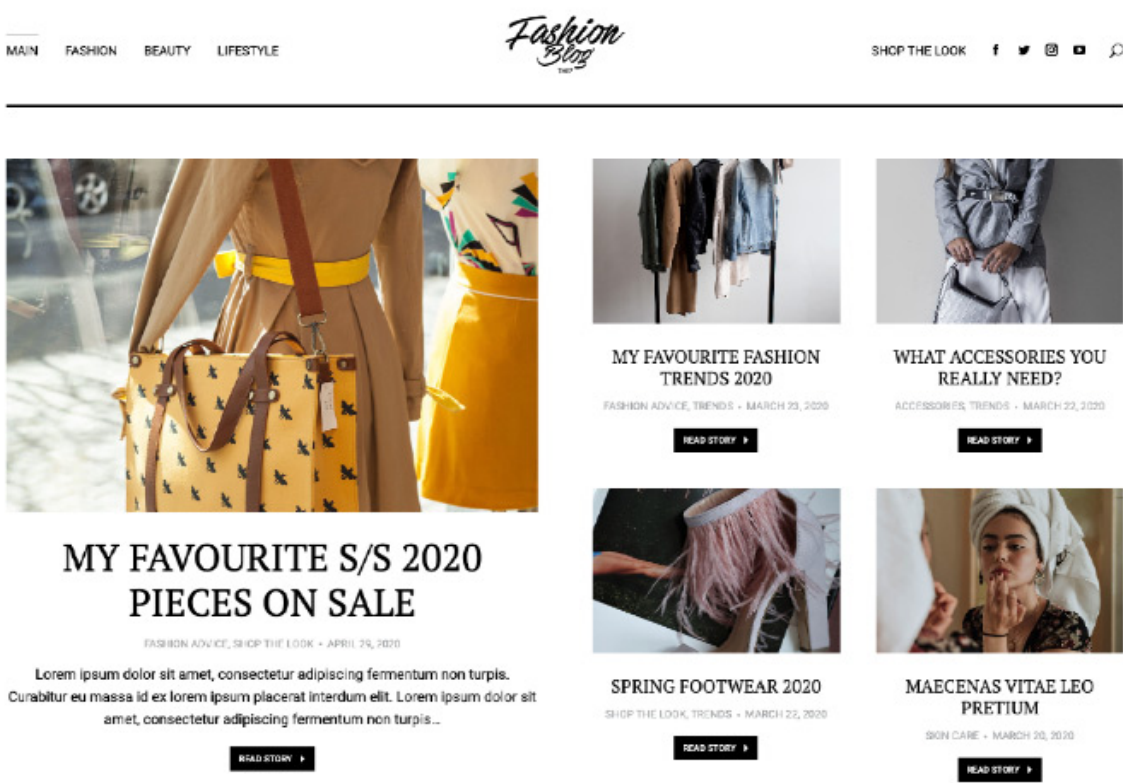 MAIN FASHION BEAUTY LIFESTYLE
Fashion
Blog
SHOP THE LOOK
MY FAVOURITE S/S 2020
PIECES ON SALE
FASHION ADVICE, SHOP THE LOOK • APRIL 29, 2020
Lorem ipsum dolor sit amet, consectetur adipiscing fermentum non turpis.
Curabitur eu massa id ex lorem ipsum placerat interdum elit. Lorem ipsum dolor sit
amet, consectetur adipiscing fermentum non turpis...
READ STORY
MY FAVOURITE FASHION
TRENDS 2020
FASHION ADVICE, TRENDS • MARCH 23, 2020
READ STORY
WHAT ACCESSORIES YOU
REALLY NEED?
ACCESSORIES, TRENDS • MARCH 22, 2020
READ STORY
SPRING FOOTWEAR 2020
SHOP THE LOOK, TRENDS • MARCH 22, 2020
READ STORY
MAECENAS VITAE LEO
PRETIUM
SKIN CARE • MARCH 20, 2020
READ STORY